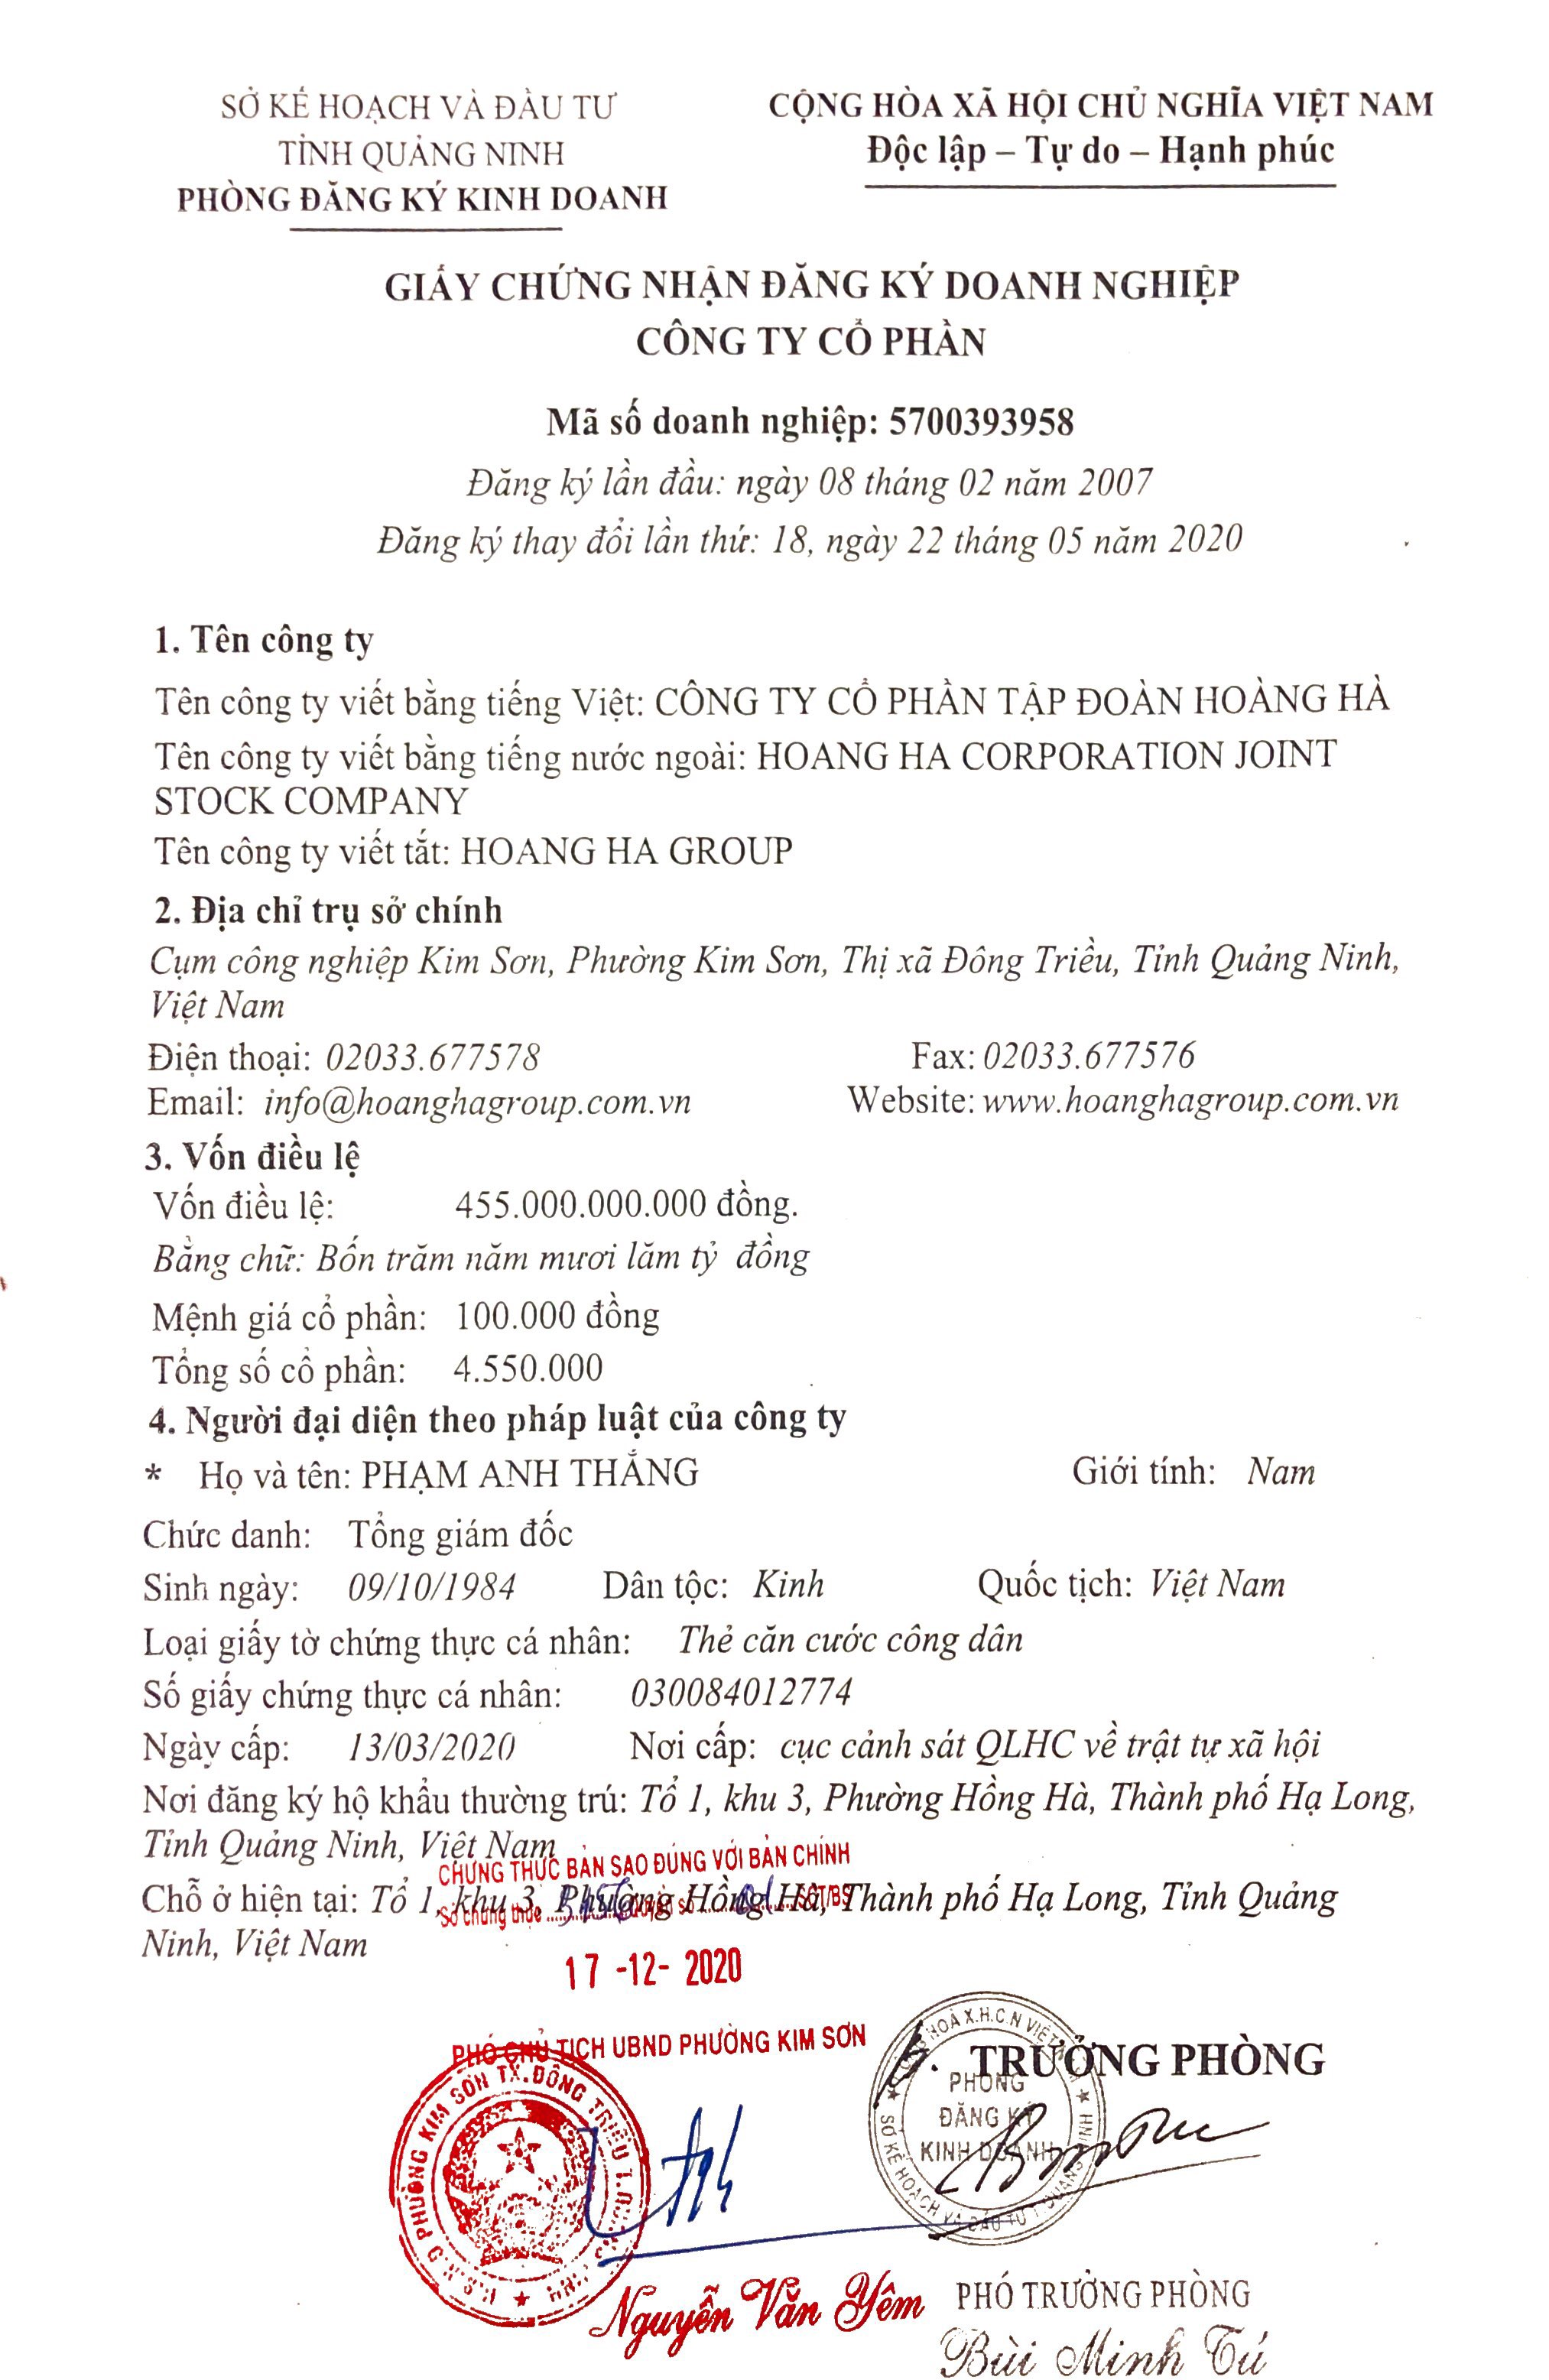 SỞ KẾ HOẠCH VÀ ĐẦU TƯ
TỈNH QUẢNG NINH
PHÒNG ĐĂNG KÝ KINH DOANH
CỘNG HÒA XÃ HỘI CHỦ NGHĨA VIỆT NAM
Độc lập – Tự do – Hạnh phúc
GIẤY CHỨNG NHẬN ĐĂNG KÝ DOANH NGHIỆP
CÔNG TY CỔ PHẦN
Mã số doanh nghiệp: 5700393958
Đăng ký lần đầu: ngày 08 tháng 02 năm 2007
Đăng ký thay đổi lần thứ: 18, ngày 22 tháng 05 năm 2020
1. Tên công ty
Tên công ty viết bằng tiếng Việt: CÔNG TY CỔ PHẦN TẬP ĐOÀN HOÀNG HÀ
Tên công ty viết bằng tiếng nước ngoài: HOANG HA CORPORATION JOINT
STOCK COMPANY
Tên công ty viết tắt: HOANG HA GROUP
2. Địa chỉ trụ sở chính
Cụm công nghiệp Kim Sơn, Phường Kim Sơn, Thị xã Đông Triều, Tỉnh Quảng Ninh,
Việt Nam
Điện thoại: 02033.677578 Fax: 02033.677576
Email: info@hoanghagroup.com.vn Website: www.hoanghagroup.com.vn
3. Vốn điều lệ
Vốn điều lệ: 455.000.000.000 đồng.
Bằng chữ: Bốn trăm năm mươi lăm tỷ đồng
Mệnh giá cổ phần: 100.000 đồng
Tổng số cổ phần: 4.550.000
4. Người đại diện theo pháp luật của công ty
* Họ và tên: PHẠM ANH THẮNG Giới tính: Nam
Chức danh: Tổng giám đốc
Sinh ngày: 09/10/1984 Dân tộc: Kinh Quốc tịch: Việt Nam
Loại giấy tờ chứng thực cá nhân: Thẻ căn cước công dân
Số giấy chứng thực cá nhân: 030084012774
Ngày cấp: 13/03/2020 Nơi cấp: cục cảnh sát QLHC về trật tự xã hội
Nơi đăng ký hộ khẩu thường trú: Tổ 1, khu 3, Phường Hồng Hà, Thành phố Hạ Long,
Tỉnh Quảng Ninh, Việt Nam
CHỨNG THỰC BẢN SAO ĐÚNG VỚI BẢN CHÍNH
Chỗ ở hiện tại: Tổ 1, khu 3, Phường Hồng Hà, Thành phố Hạ Long, Tỉnh Quảng
Số chứng thực Quyển số SCT/BS
Ninh, Việt Nam
17 -12- 2020
PHÓ CHỦ TỊCH UBND PHƯỜNG KIM SƠN
TRƯỞNG PHÒNG
PHÒNG
ĐĂNG KÝ
KINH DOANH
PHƯỜNG KIM SƠN TX.ĐÔNG TRIỀU
SỞ KẾ HOẠCH VÀ ĐẦU TƯ
Nguyễn Văn Yêm
PHÓ TRƯỞNG PHÒNG
Bùi Minh Tú